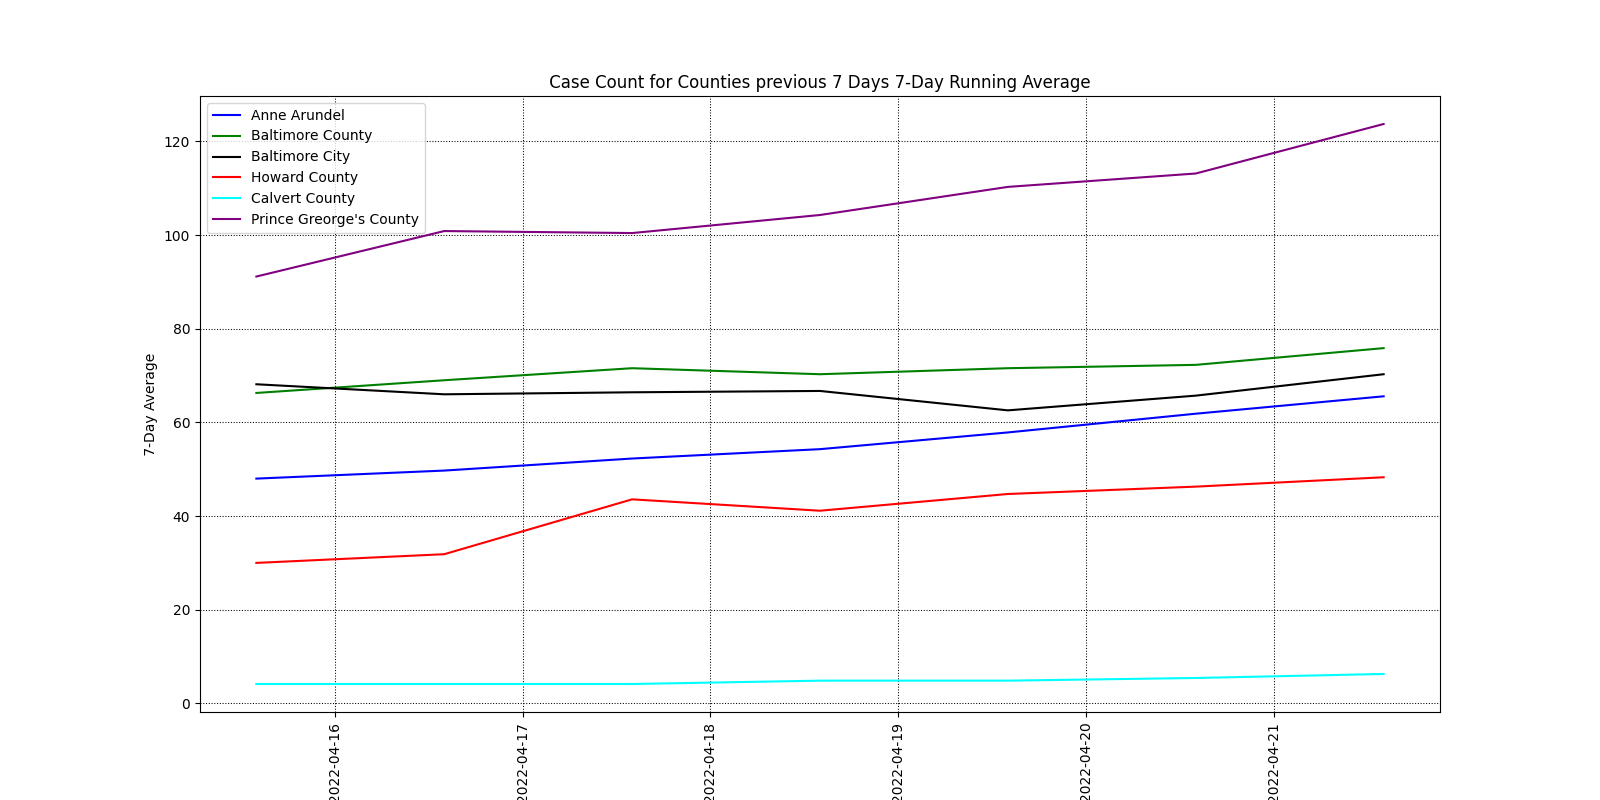 Case Count for Counties previous 7 Days 7-Day Running Average
Anne Arundel
Baltimore County
Baltimore City
Howard County
Calvert County
Prince Greorge's County
7-Day Average
120
100
80
60
40
20
0
2022-04-16
2022-04-17
2022-04-18
2022-04-19
2022-04-20
2022-04-21